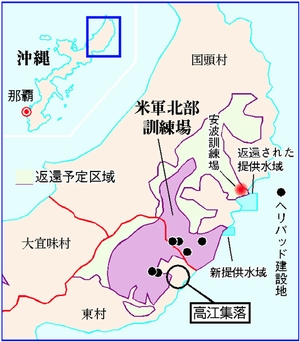 沖縄
那覇
国頭村
米軍北部
訓練場
安波訓練場
返還された
提供水域
返還予定区域
●ヘリパッド建設地
大宜味村
新提供水域
東村
高江集落